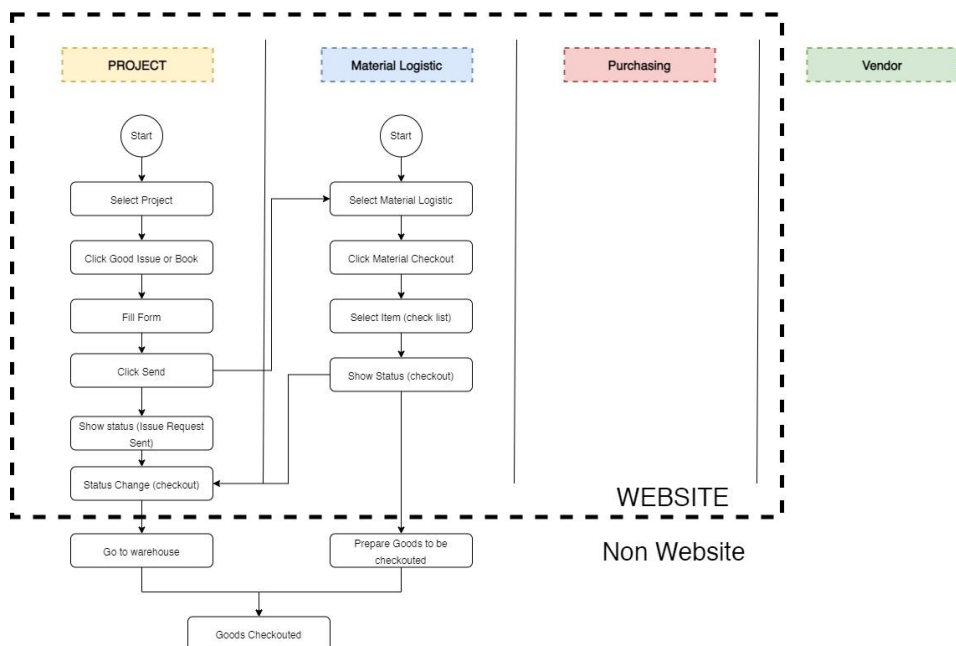 PROJECT
Material Logistic
Purchasing
Vendor
Start
Start
Select Project
Select Material Logistic
Click Good Issue or Book
Click Material Checkout
Fill Form
Select Item (check list)
Click Send
Show Status (checkout)
Show status (Issue Request
Sent)
Status Change (checkout)
WEBSITE
Go to warehouse
Prepare Goods to be
checkouted
Non Website
Goods Checkouted